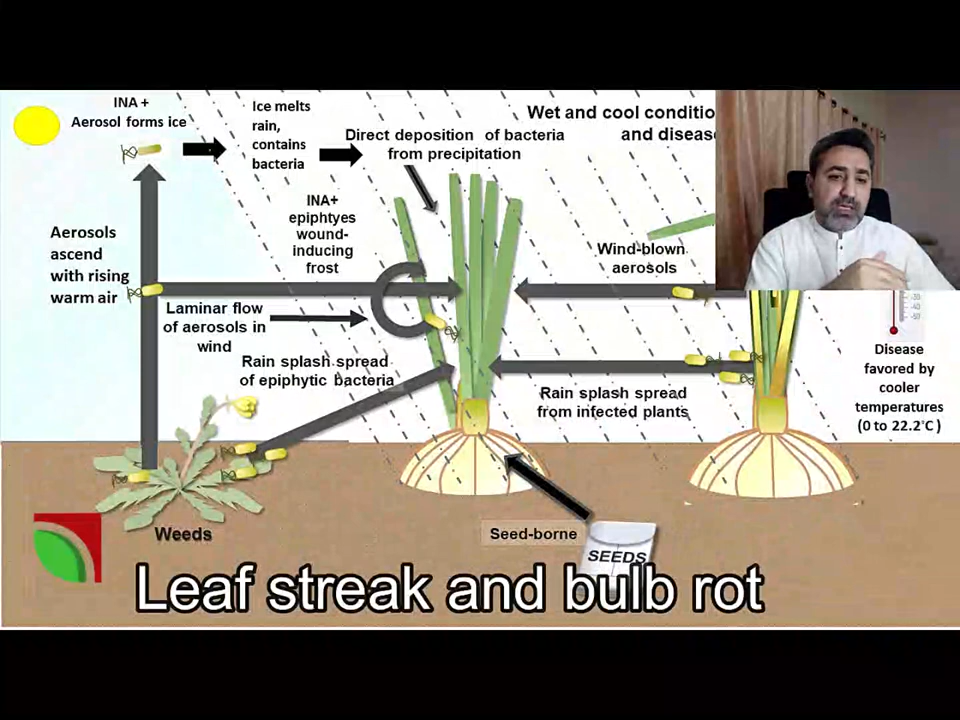 INA +
Aerosol forms ice
Ice melts
rain,
contains
bacteria
Direct deposition of bacteria
from precipitation
Wet and cool conditio
and diseas
INA+
epiphtyes
wound-
inducing
frost
Aerosols
ascend
with rising
warm air
Wind-blown
aerosols
Laminar flow
of aerosols in
wind
Rain splash spread
of epiphytic bacteria
Rain splash spread
from infected plants
-30
-40
-50
Disease
favored by
cooler
temperatures
(0 to 22.2°C )
Weeds
Seed-borne
SEEDS
Leaf streak and bulb rot